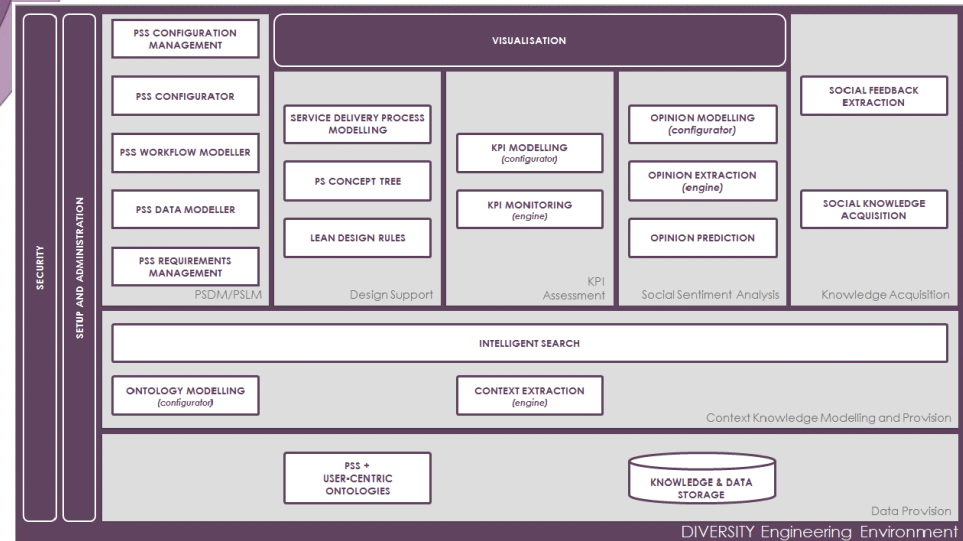 SECURITY
SETUP AND ADMINISTRATION
PSS CONFIGURATION
MANAGEMENT
PSS CONFIGURATOR
PSS WORKFLOW MODELLER
PSS DATA MODELLER
PSS REQUIREMENTS
MANAGEMENT
PSDM/PSLM
VISUALISATION
SERVICE DELIVERY PROCESS
MODELLING
PS CONCEPT TREE
LEAN DESIGN RULES
Design Support
KPI MODELLING
(configurator)
KPI MONITORING
(engine)
KPI
Assessment
OPINION MODELLING
(configurator)
OPINION EXTRACTION
(engine)
OPINION PREDICTION
Social Sentiment Analysis
SOCIAL FEEDBACK
EXTRACTION
SOCIAL KNOWLEDGE
ACQUISITION
Knowledge Acquisition
INTELLIGENT SEARCH
ONTOLOGY MODELLING
(configurator)
CONTEXT EXTRACTION
(engine)
Context Knowledge Modelling and Provision
PSS +
USER-CENTRIC
ONTOLOGIES
KNOWLEDGE & DATA
STORAGE
Data Provision
DIVERSITY Engineering Environment